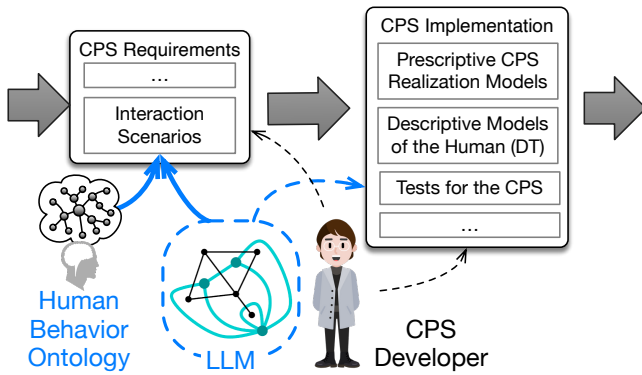 CPS Requirements
...
Interaction
Scenarios
CPS Implementation
Prescriptive CPS
Realization Models
Descriptive Models
of the Human (DT)
Tests for the CPS
...
Human
Behavior
Ontology
LLM
CPS
Developer